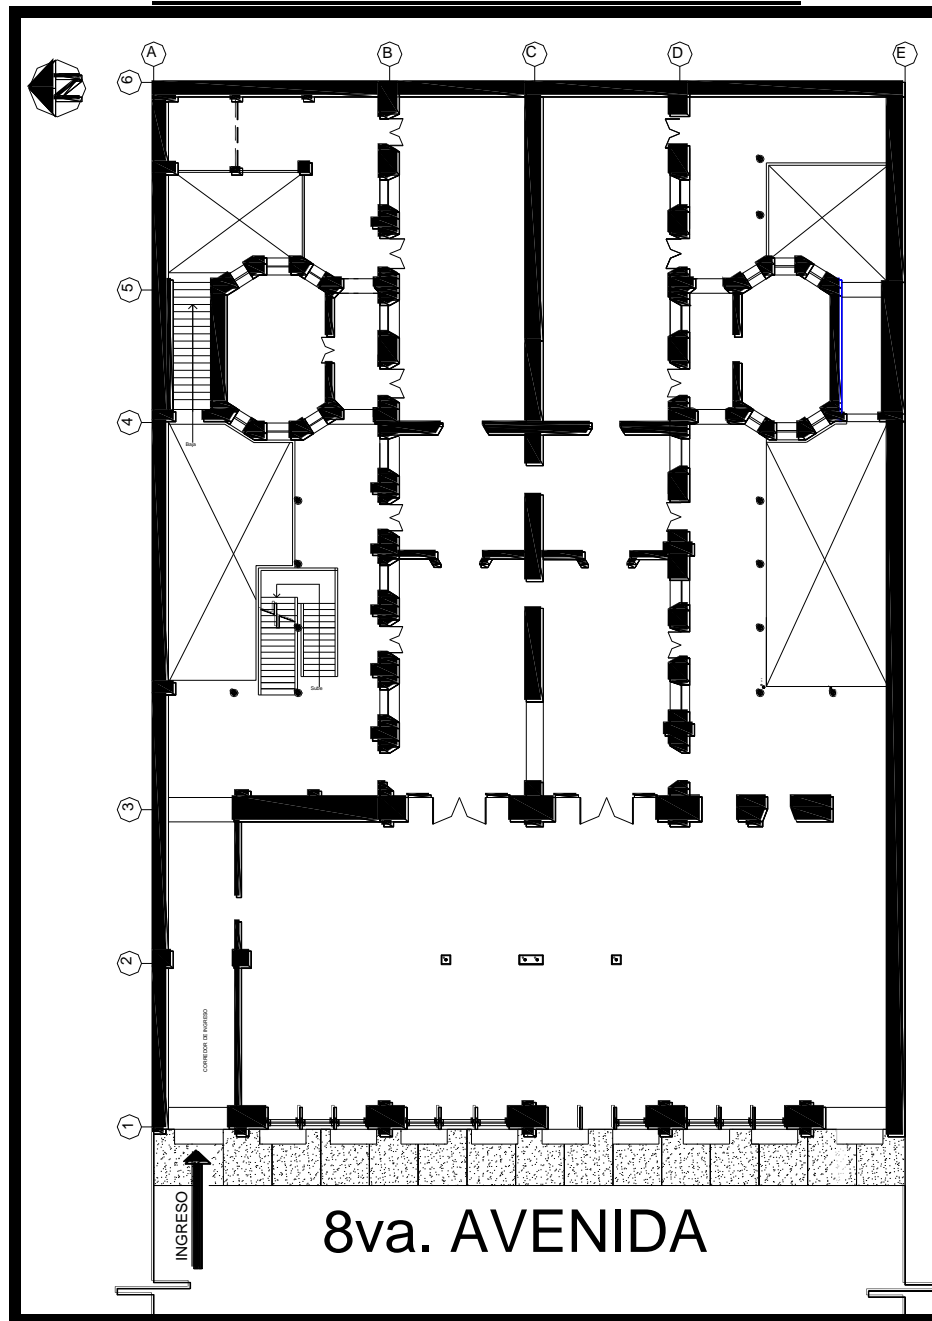 A B C D E
6
N
5
Baja
4
Sube
3
2
CORREDOR DE INGRESO
1
INGRESO
8va. AVENIDA